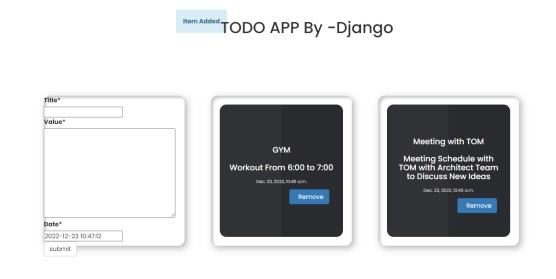 Item Added
TODO APP By -Django
Title*
Value*
Date*
2022-12-23 10:47:12
submit
GYM
Workout From 6:00 to 7:00
Dec. 23, 2022, 10:45 a.m.
Remove
Meeting with TOM
Meeting Schedule with
TOM with Architect Team
to Discuss New Ideas
Dec. 23, 2022, 10:45 a.m.
Remove